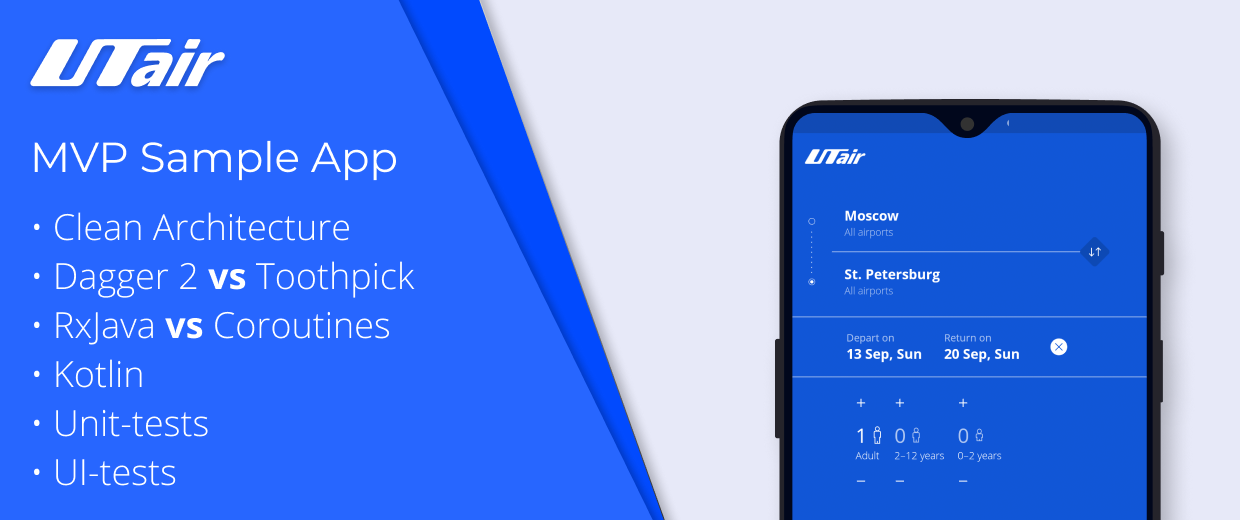 UTair
MVP Sample App
• Clean Architecture
• Dagger 2 vs Toothpick
• RxJava vs Coroutines
• Kotlin
• Unit-tests
• UI-tests
UTair
Moscow
All airports
St. Petersburg
All airports
Depart on Return on
13 Sep, Sun 20 Sep, Sun
+ + +
1 0 0
Adult 2–12 years 0–2 years
– – –